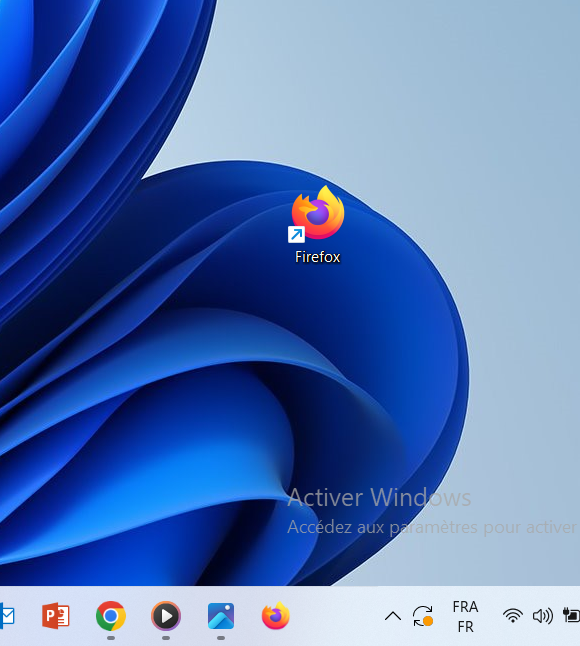 Firefox
Activer Windows
Accédez aux paramètres pour activer
FRA
FR